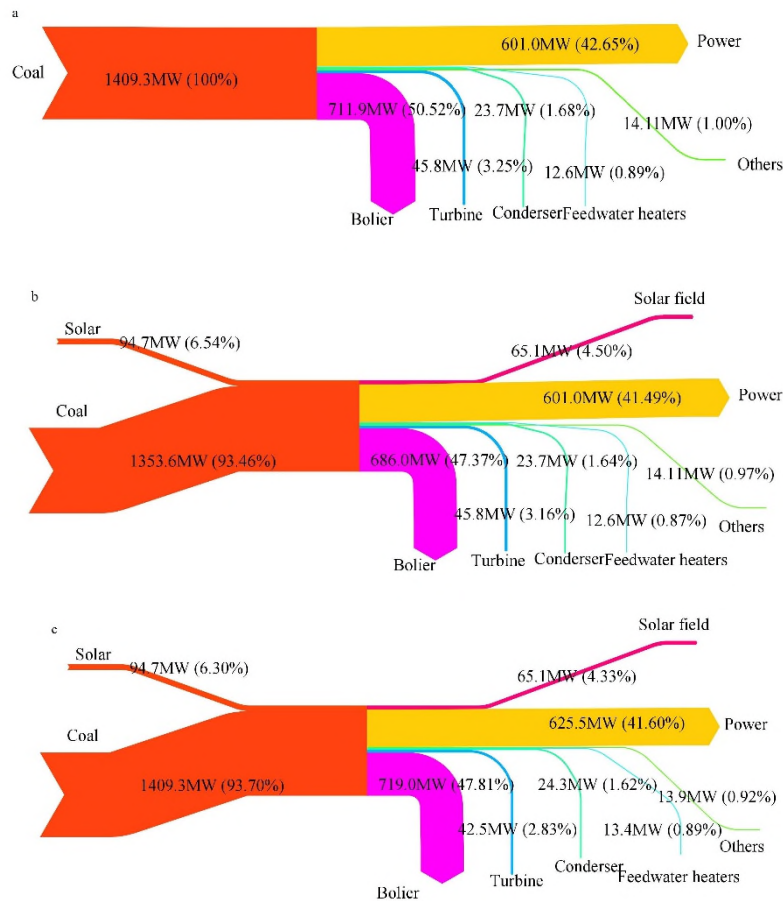 a
Power
601.0MW (42.65%)
Coal
1409.3MW (100%)
711.9MW (50.52%)
23.7MW (1.68%)
14.11MW (1.00%)
Others
45.8MW (3.25%)
12.6MW (0.89%)
Bolier
Turbine
Conderser
Feedwater heaters
b
Solar field
Solar
94.7MW (6.54%)
65.1MW (4.50%)
Power
601.0MW (41.49%)
Coal
1353.6MW (93.46%)
686.0MW (47.37%)
23.7MW (1.64%)
14.11MW (0.97%)
45.8MW (3.16%)
12.6MW (0.87%)
Others
Bolier
Turbine
Conderser
Feedwater heaters
c
Solar field
Solar
94.7MW (6.30%)
65.1MW (4.33%)
625.5MW (41.60%)
Power
Coal
1409.3MW (93.70%)
719.0MW (47.81%)
24.3MW (1.62%)
13.9MW (0.92%)
42.5MW (2.83%)
13.4MW (0.89%)
Others
Conderser
Turbine
Feedwater heaters
Bolier